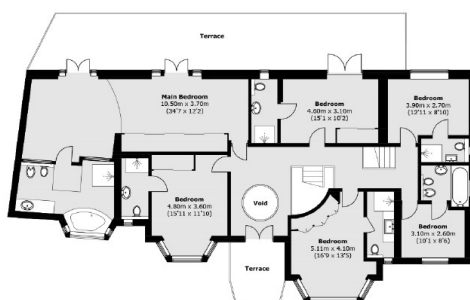 Terrace
Main Bedroom
10.50m x 3.70m
(34'7 x 12'2)
Bedroom
4.60m x 3.10m
(15'1 x 10'2)
3.90m x 2.70m
(12'11 x 8'10)
Bedroom
Bedroom
4.80m x 3.60m
(15'11 x 11'10)
Void
Terrace
Bedroom
5.11m x 4.10m
(16'9 x 13'5)
Bedroom
3.10m x 2.60m
(10'1 x 8'6)